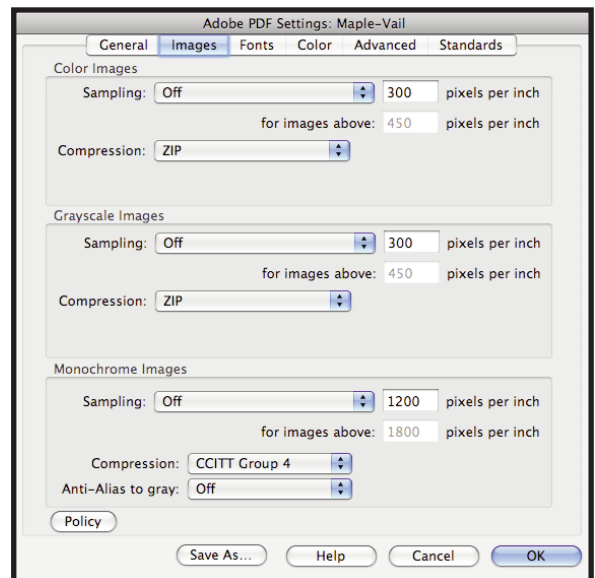 Adobe PDF Settings: Maple-Vail
General Images Fonts Color Advanced Standards
Color Images
Sampling: Off 300 pixels per inch
for images above: 450 pixels per inch
Compression: ZIP
Grayscale Images
Sampling: Off 300 pixels per inch
for images above: 450 pixels per inch
Compression: ZIP
Monochrome Images
Sampling: Off 1200 pixels per inch
for images above: 1800 pixels per inch
Compression: CCITT Group 4
Anti-Alias to gray: Off
Policy
Save As... Help Cancel OK